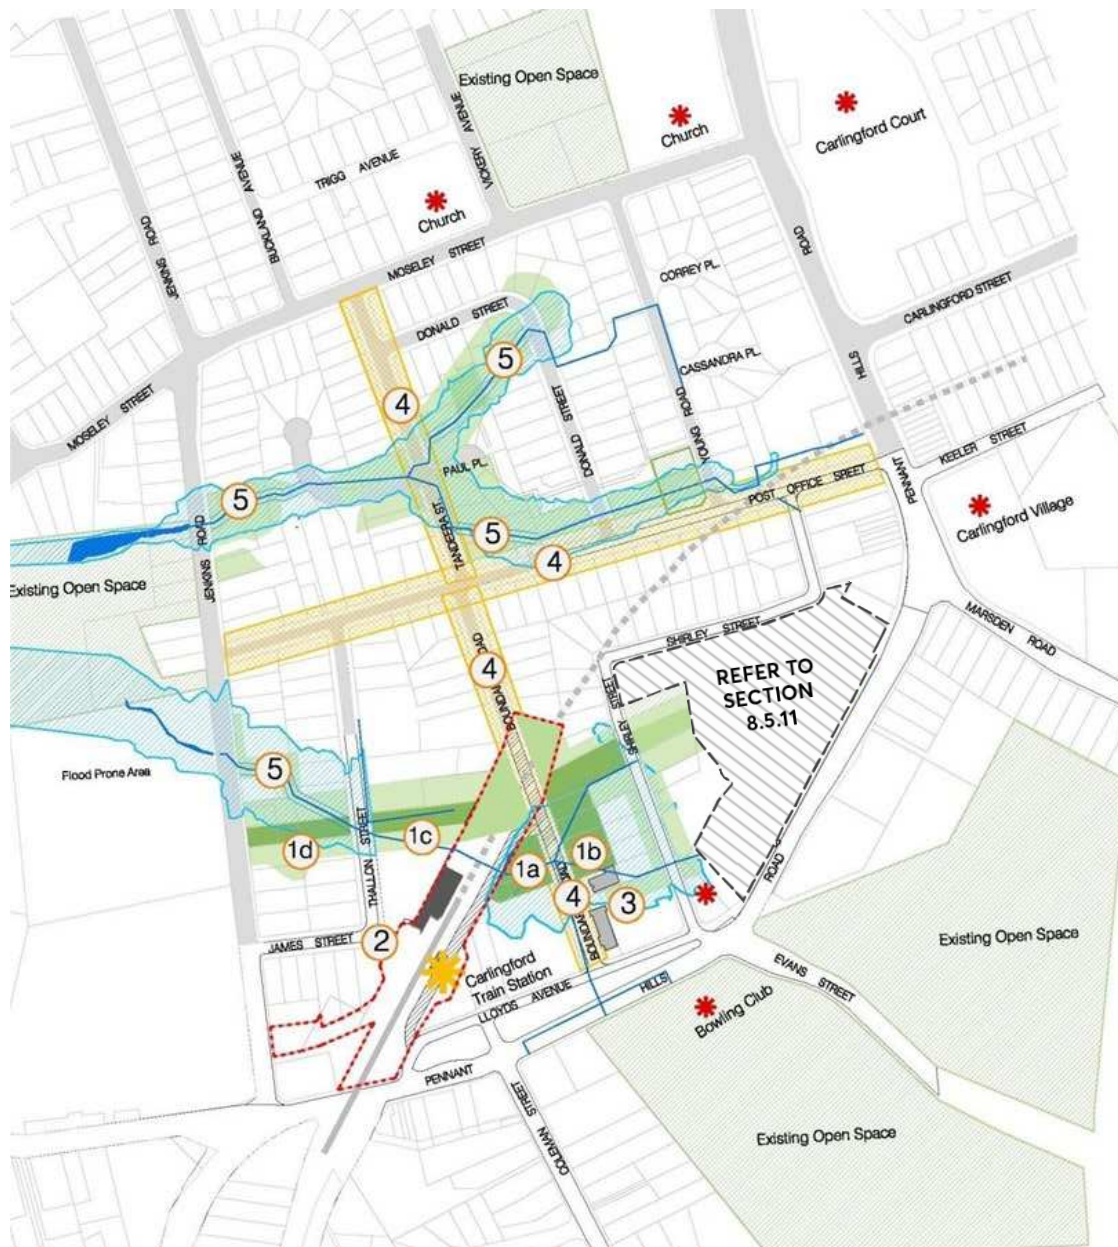 Existing Open Space
VICKERY AVENUE
Church
Carlingford Court
BUCKLAND AVENUE
TRIGG AVENUE
Church
JENKINS ROAD
MOSELEY STREET
ROAD
CORREY PL.
CARLINGFORD STREET
DONALD STREET
CASSANDRA PL.
5
HILLS
4
MOSELEY STREET
DONALD STREET
YOUNG ROAD
KEELER STREET
PAUL PL.
PENNANT
5
POST OFFICE SREET
Carlingford Village
JENKINS ROAD
TANDERRA ST
5
4
Existing Open Space
MARSDEN ROAD
SHIRLEY STREET
4
REFER TO
SECTION
8.5.11
SHIRLEY STREET
Flood Prone Area
5
THALLON STREET
1c
1d
1a
1b
4
3
JAMES STREET
2
ROAD
Carlingford
Train Station
LLOYDS AVENUE
HILLS
EVANS STREET
Existing Open Space
Bowling Club
PENNANT
COLEMAN STREET
Existing Open Space